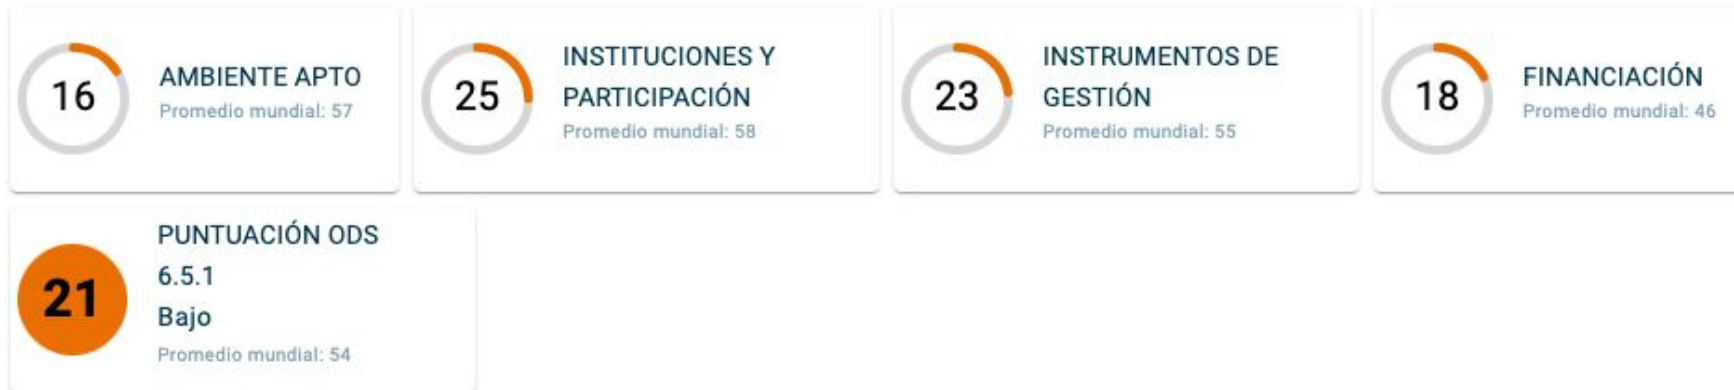 16
AMBIENTE APTO
Promedio mundial: 57
25
INSTITUCIONES Y
PARTICIPACIÓN
Promedio mundial: 58
23
INSTRUMENTOS DE
GESTIÓN
Promedio mundial: 55
18
FINANCIACIÓN
Promedio mundial: 46
21
PUNTUACIÓN ODS
6.5.1
Bajo
Promedio mundial: 54